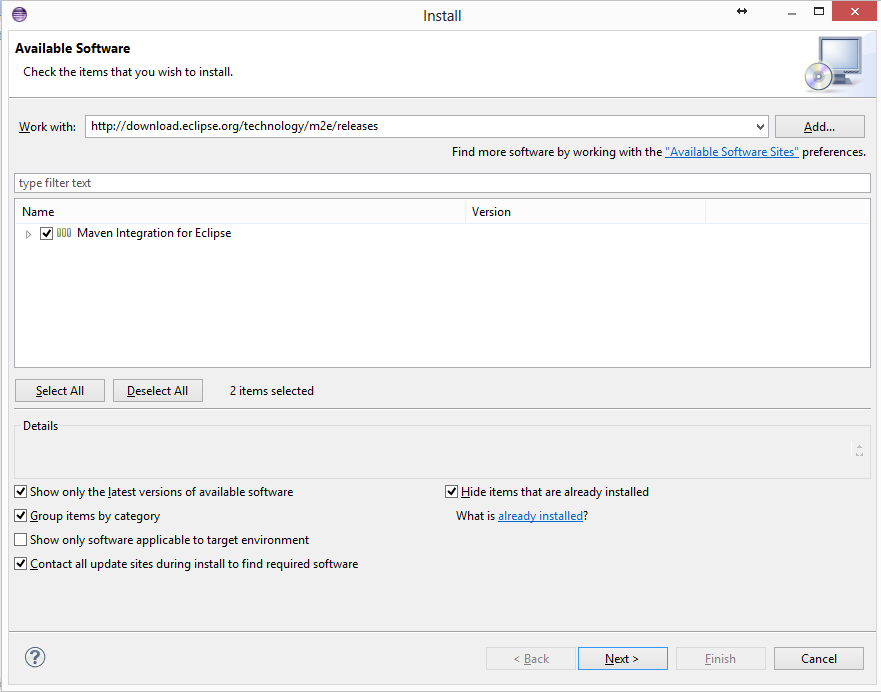 Install
Available Software
Check the items that you wish to install.
Work with: http://download.eclipse.org/technology/m2e/releases Add...
Find more software by working with the "Available Software Sites" preferences.
type filter text
Name Version
Maven Integration for Eclipse
Select All Deselect All 2 items selected
Details
Show only the latest versions of available software Hide items that are already installed
Group items by category What is already installed?
Show only software applicable to target environment
Contact all update sites during install to find required software
? < Back Next > Finish Cancel